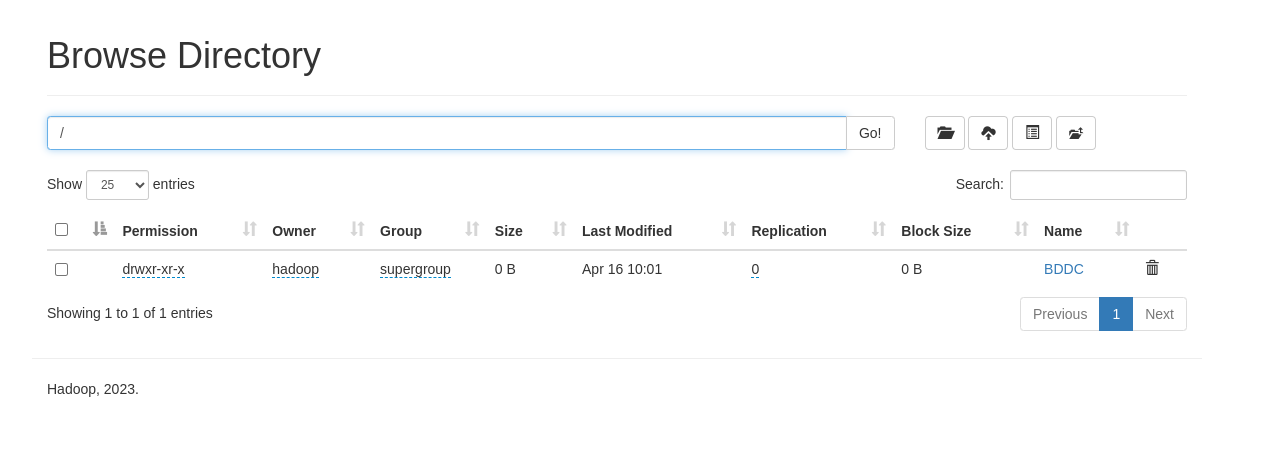 Browse Directory
/ Go!
Show 25 entries Search:
Permission Owner Group Size Last Modified Replication Block Size Name
drwxr-xr-x hadoop supergroup 0 B Apr 16 10:01 0 0 B BDDC
Showing 1 to 1 of 1 entries Previous 1 Next
Hadoop, 2023.